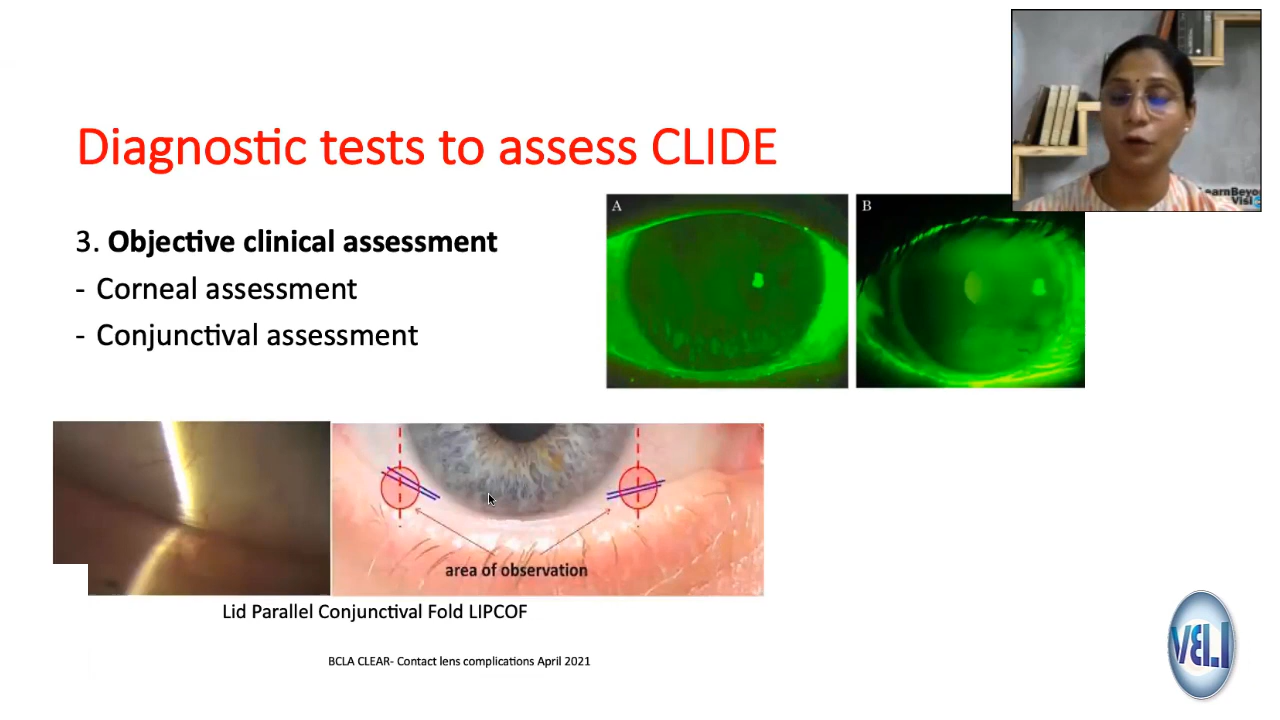 Diagnostic tests to assess CLIDE
3. Objective clinical assessment
- Corneal assessment
- Conjunctival assessment
A
B
area of observation
Lid Parallel Conjunctival Fold LIPCOF
BCLA CLEAR- Contact lens complications April 2021
VELI